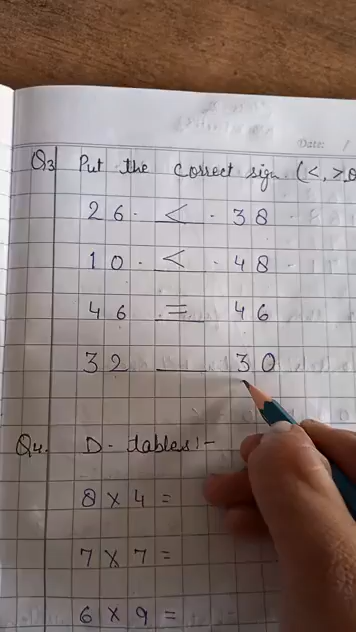 Date: /
Q3 Put the correct sign. (<, >
26. < . 38
10. < . 48
46 = 46
32 __ 30
Q4. D- tables:-
8 x 4 =
7 x 7 =
6 x 9 =